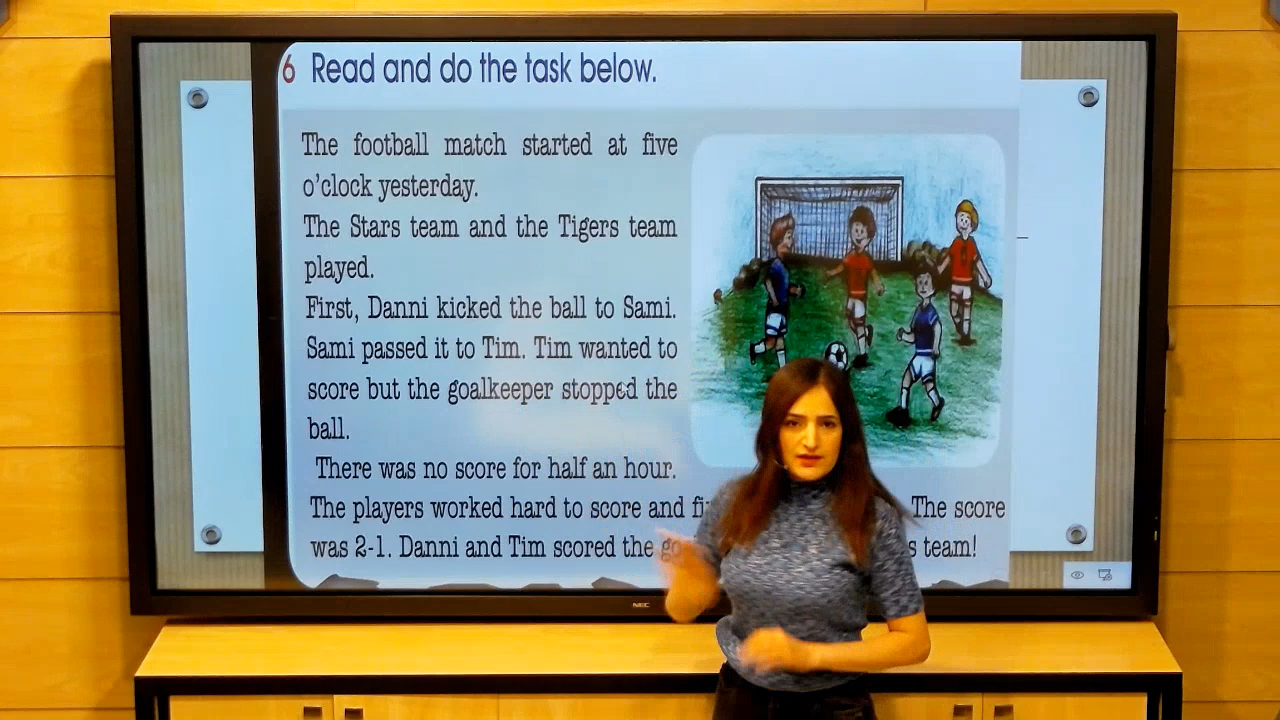 6 Read and do the task below.
The football match started at five
o'clock yesterday.
The Stars team and the Tigers team
played.
First, Danni kicked the ball to Sami.
Sami passed it to Tim. Tim wanted to
score but the goalkeeper stopped the
ball.
There was no score for half an hour.
The players worked hard to score and The score
was 2-1. Danni and Tim scored the team!
NEC